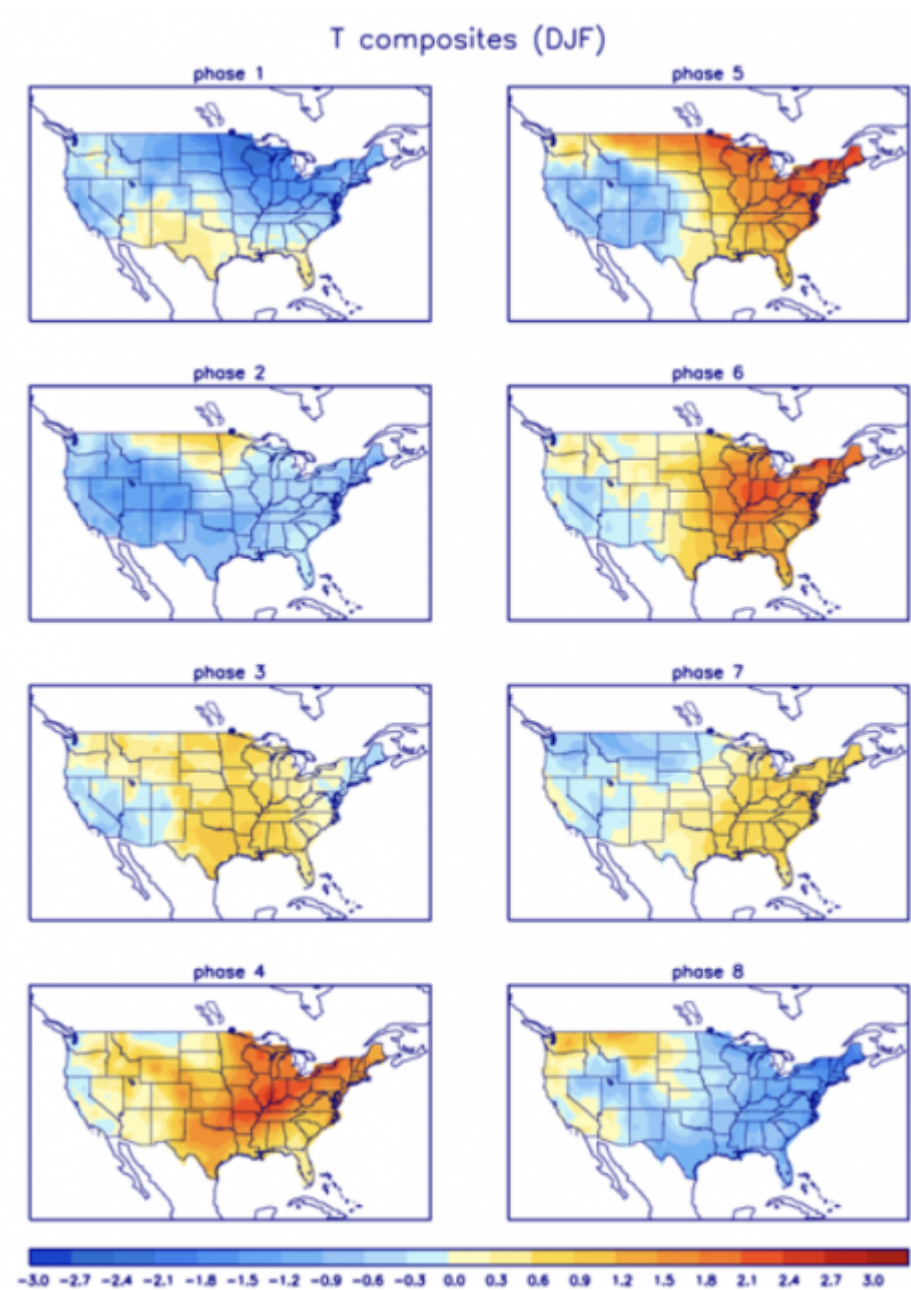 T composites (DJF)
phase 1
phase 5
phase 2
phase 6
phase 3
phase 7
phase 4
phase 8
-3.0 -2.7 -2.4 -2.1 -1.8 -1.5 -1.2 -0.9 -0.6 -0.3 0.0 0.3 0.6 0.9 1.2 1.5 1.8 2.1 2.4 2.7 3.0